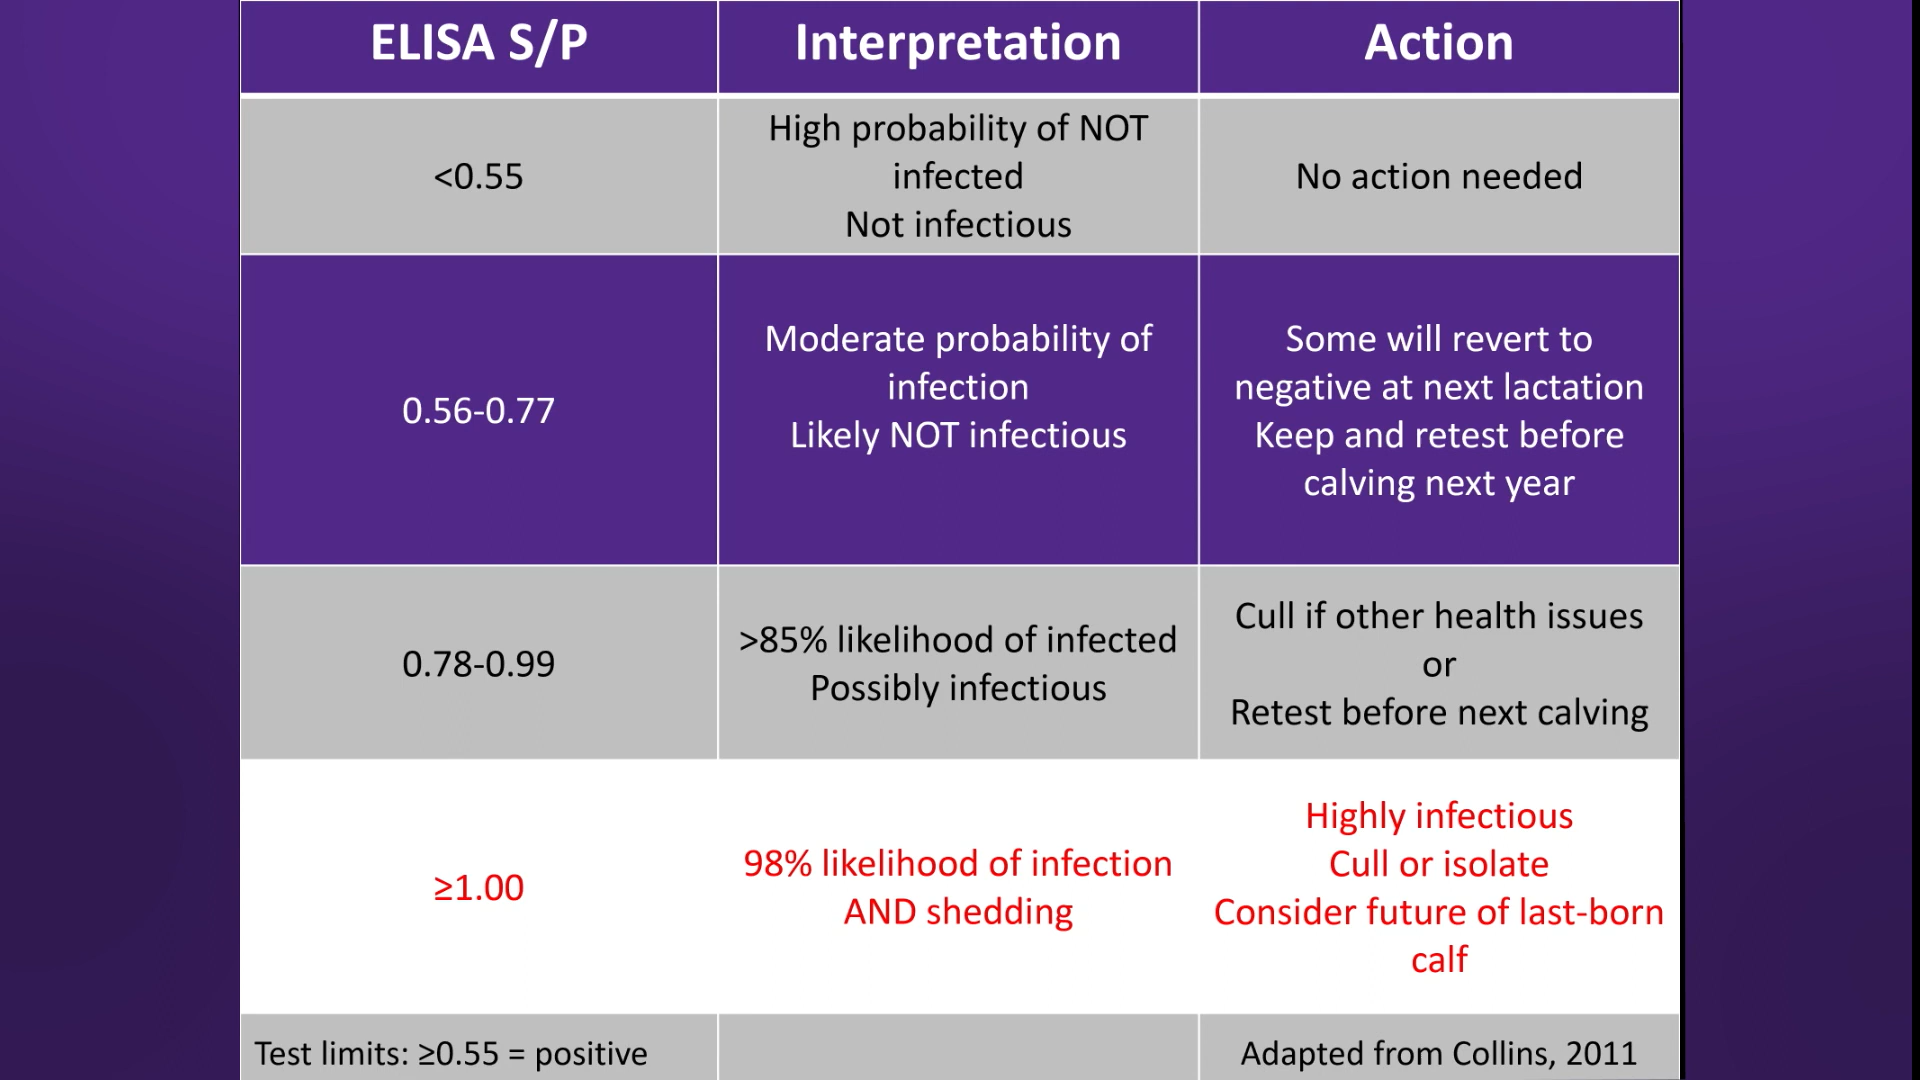 ELISA S/P
Interpretation
Action
<0.55
High probability of NOT
infected
Not infectious
No action needed
0.56-0.77
Moderate probability of
infection
Likely NOT infectious
Some will revert to
negative at next lactation
Keep and retest before
calving next year
0.78-0.99
>85% likelihood of infected
Possibly infectious
Cull if other health issues
or
Retest before next calving
≥1.00
98% likelihood of infection
AND shedding
Highly infectious
Cull or isolate
Consider future of last-born
calf
Test limits: ≥0.55 = positive
Adapted from Collins, 2011